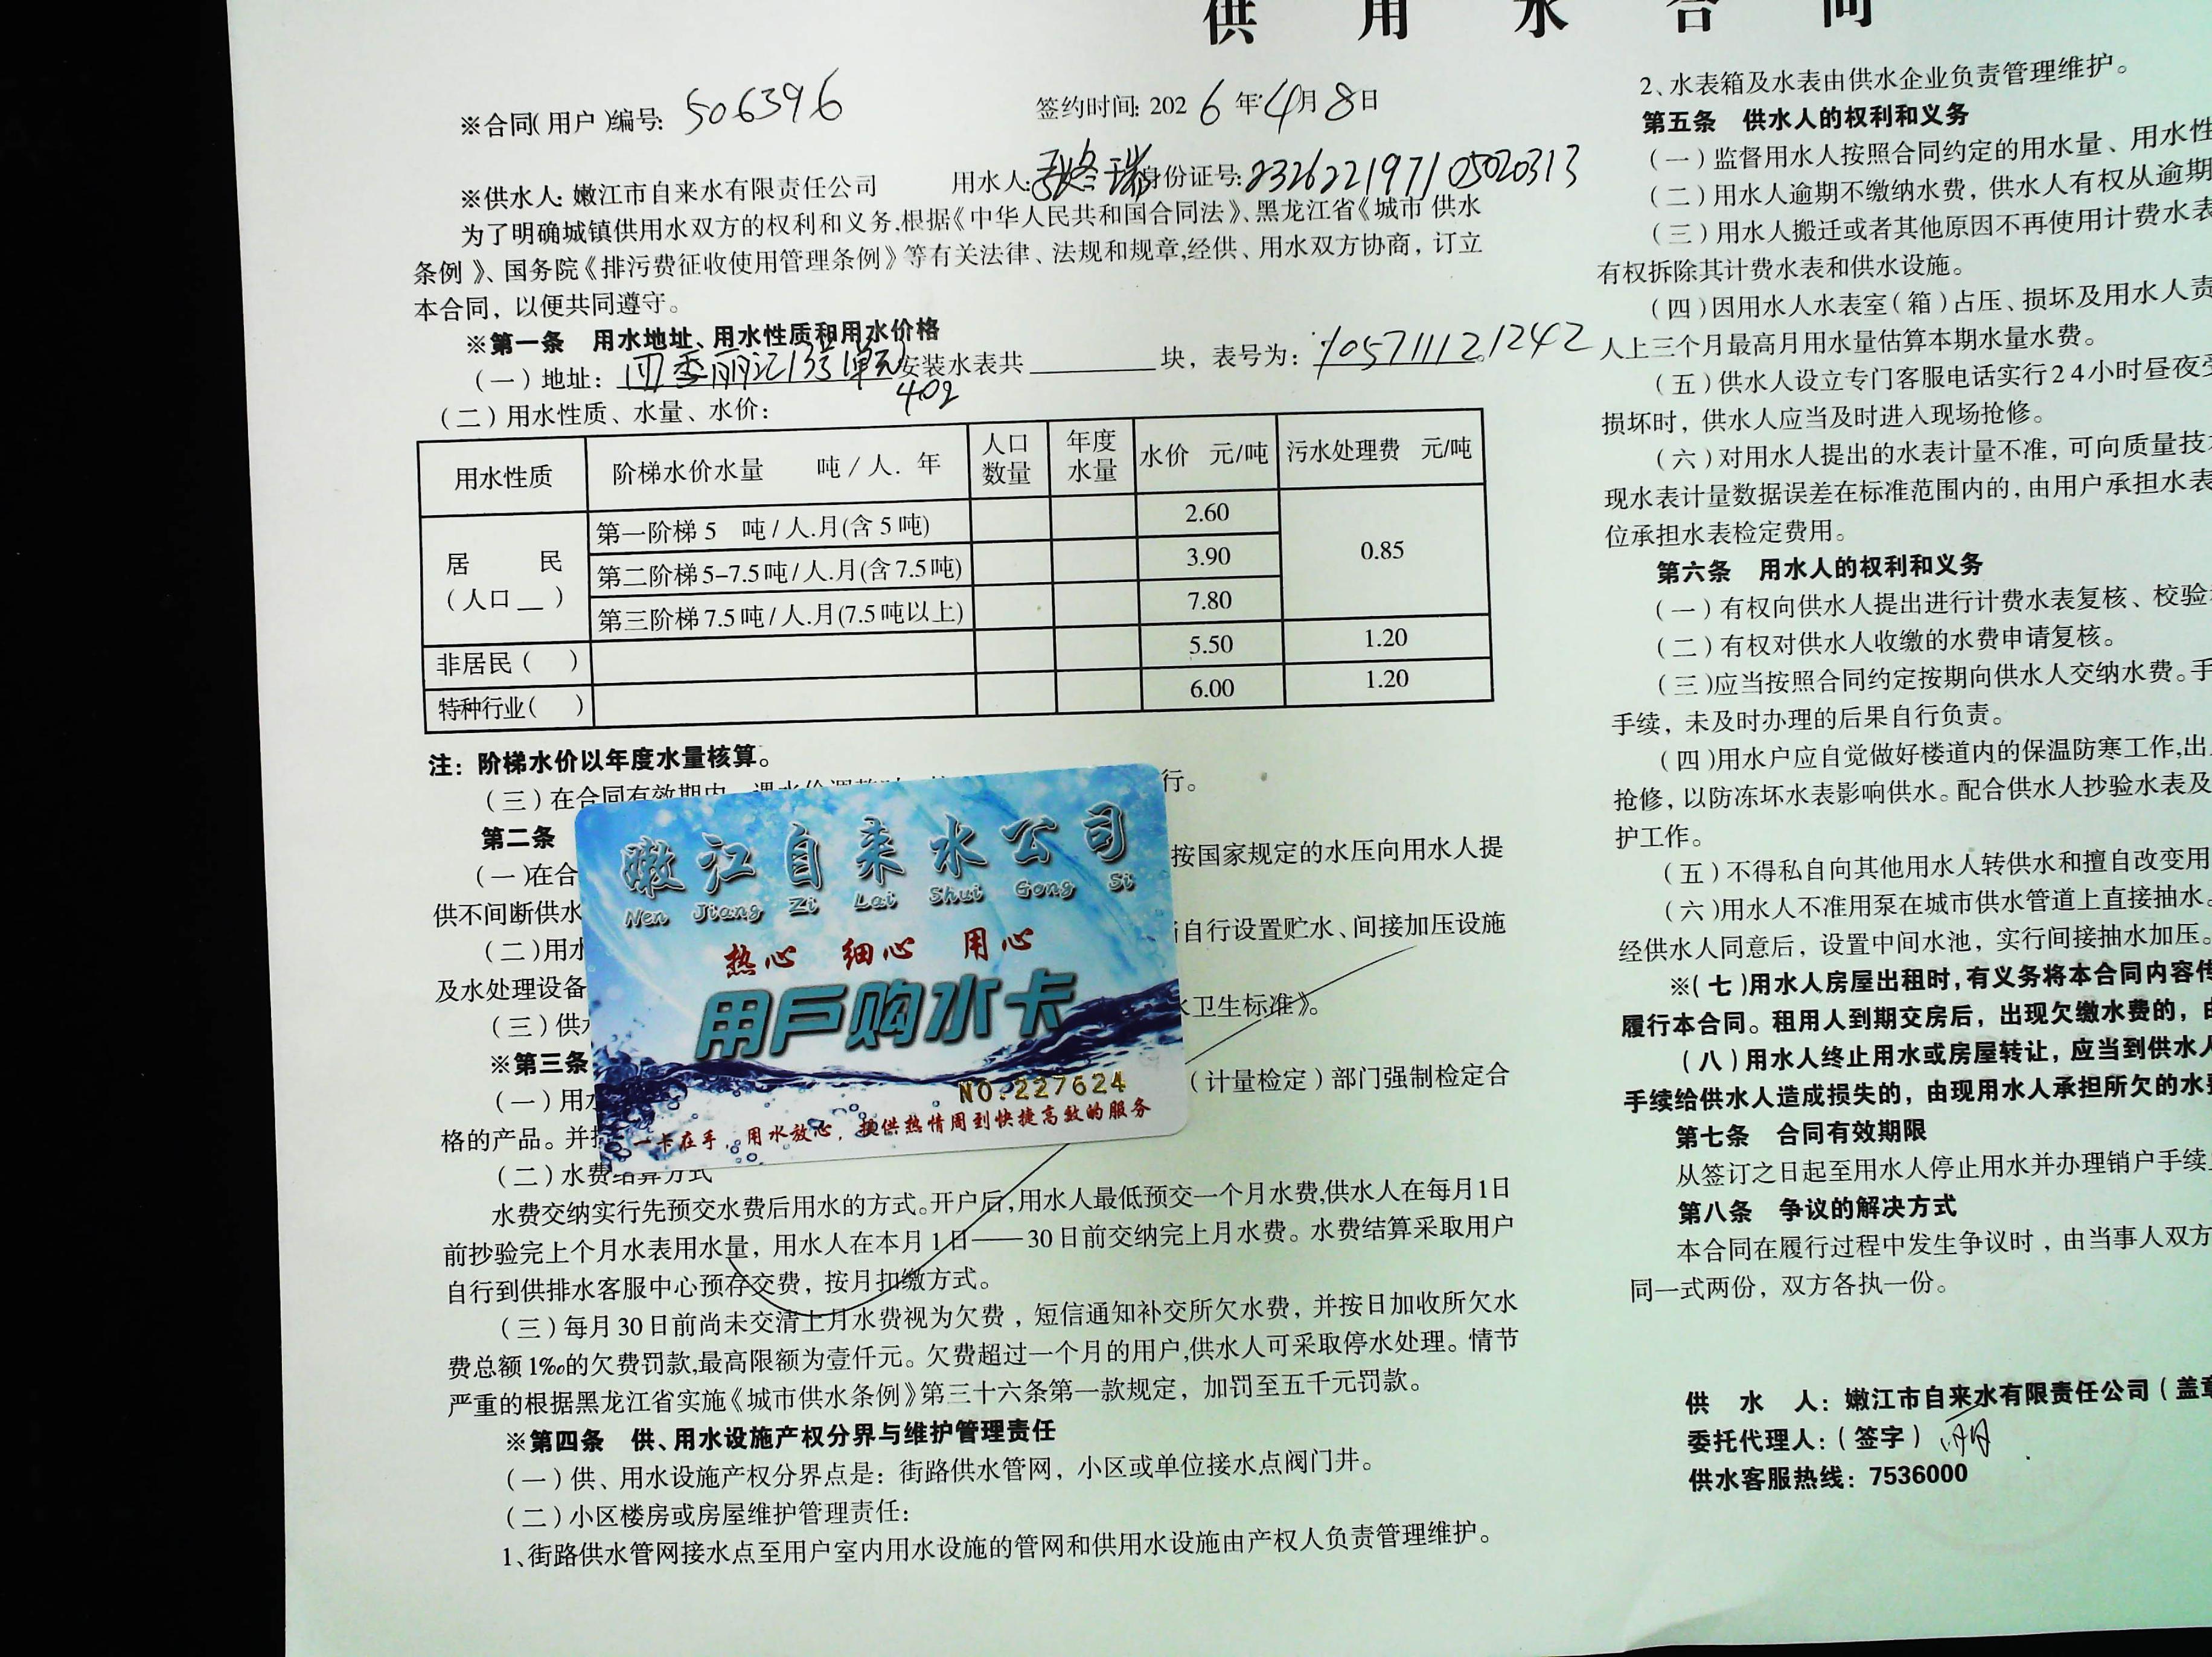 供 用 水 合 同
※合同(用户)编号: 506396
签约时间: 2026年4月8日
※供水人: 嫩江市自来水有限责任公司
用水人: 瑞 身份证号: 232622197105020313
为了明确城镇供用水双方的权利和义务,根据《中华人民共和国合同法》、黑龙江省《城市 供水
条例》、国务院《排污费征收使用管理条例》等有关法律、法规和规章,经供、用水双方协商，订立
本合同，以便共同遵守。
※第一条 用水地址、用水性质和用水价格
(一)地址: 四季丽江13号1单元 安装水表共 块，表号为: 705711121242
402
(二)用水性质、水量、水价:
用水性质 阶梯水价水量 吨/人. 年 人口数量 年度水量 水价 元/吨 污水处理费 元/吨
居 民
(人口 )
第一阶梯 5 吨/人.月(含 5 吨) 2.60
第二阶梯 5-7.5 吨/人.月(含 7.5 吨) 3.90 0.85
第三阶梯 7.5 吨/人.月(7.5 吨以上) 7.80
非居民( ) 5.50 1.20
特种行业( ) 6.00 1.20
注: 阶梯水价以年度水量核算。
(三)在合同有效期内 遇水价调整时 行。
第二条
(一)在合 按国家规定的水压向用水人提
供不间断供水
(二)用水 自行设置贮水、间接加压设施
及水处理设备
(三)供水 水卫生标准》。
※第三条
(一)用水 (计量检定)部门强制检定合
格的产品。并
(二)水费结算方式
嫩江自来水公司
Nen Jiang Zi Lai Shui Gong Si
热心 细心 用心
用户购水卡
NO.227624
一卡在手，用水放心，提供热情周到快捷高效的服务
水费交纳实行先预交水费后用水的方式。开户后,用水人最低预交一个月水费,供水人在每月1日
前抄验完上个月水表用水量，用水人在本月 1 日——30 日前交纳完上月水费。水费结算采取用户
自行到供排水客服中心预存交费，按月扣缴方式。
(三)每月 30 日前尚未交清上月水费视为欠费，短信通知补交所欠水费，并按日加收所欠水
费总额 1‰的欠费罚款,最高限额为壹仟元。欠费超过一个月的用户,供水人可采取停水处理。情节
严重的根据黑龙江省实施《城市供水条例》第三十六条第一款规定，加罚至五千元罚款。
※第四条 供、用水设施产权分界与维护管理责任
(一)供、用水设施产权分界点是: 街路供水管网，小区或单位接水点阀门井。
(二)小区楼房或房屋维护管理责任:
1、街路供水管网接水点至用户室内用水设施的管网和供用水设施由产权人负责管理维护。
2、水表箱及水表由供水企业负责管理维护。
第五条 供水人的权利和义务
(一)监督用水人按照合同约定的用水量、用水性
(二)用水人逾期不缴纳水费，供水人有权从逾期
(三)用水人搬迁或者其他原因不再使用计费水表
有权拆除其计费水表和供水设施。
(四)因用水人水表室(箱)占压、损坏及用水人责
人上三个月最高月用水量估算本期水量水费。
(五)供水人设立专门客服电话实行24小时昼夜受
损坏时，供水人应当及时进入现场抢修。
(六)对用水人提出的水表计量不准，可向质量技术
现水表计量数据误差在标准范围内的，由用户承担水表
位承担水表检定费用。
第六条 用水人的权利和义务
(一)有权向供水人提出进行计费水表复核、校验
(二)有权对供水人收缴的水费申请复核。
(三)应当按照合同约定按期向供水人交纳水费。手
手续，未及时办理的后果自行负责。
(四)用水户应自觉做好楼道内的保温防寒工作,出
抢修，以防冻坏水表影响供水。配合供水人抄验水表及
护工作。
(五)不得私自向其他用水人转供水和擅自改变用
(六)用水人不准用泵在城市供水管道上直接抽水。
经供水人同意后，设置中间水池，实行间接抽水加压。
※(七)用水人房屋出租时，有义务将本合同内容传
履行本合同。租用人到期交房后，出现欠缴水费的，由
(八)用水人终止用水或房屋转让，应当到供水人
手续给供水人造成损失的，由现用水人承担所欠的水费
第七条 合同有效期限
从签订之日起至用水人停止用水并办理销户手续
第八条 争议的解决方式
本合同在履行过程中发生争议时，由当事人双方
同一式两份，双方各执一份。
供 水 人: 嫩江市自来水有限责任公司(盖章
委托代理人:(签字)
供水客服热线: 7536000